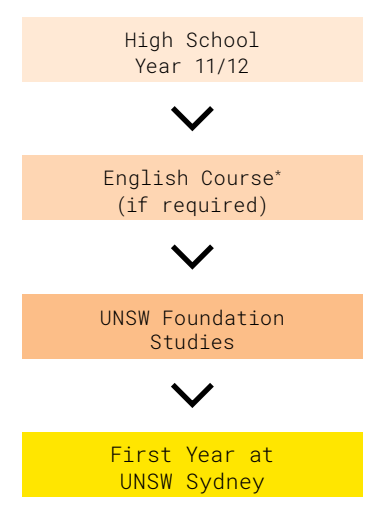 High School
Year 11/12
English Course*
(if required)
UNSW Foundation
Studies
First Year at
UNSW Sydney